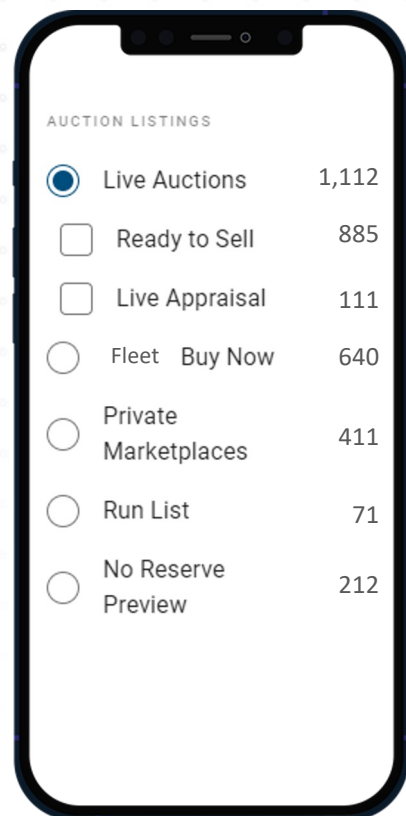 AUCTION LISTINGS
Live Auctions 1,112
Ready to Sell 885
Live Appraisal 111
Fleet Buy Now 640
Private
Marketplaces 411
Run List 71
No Reserve
Preview 212